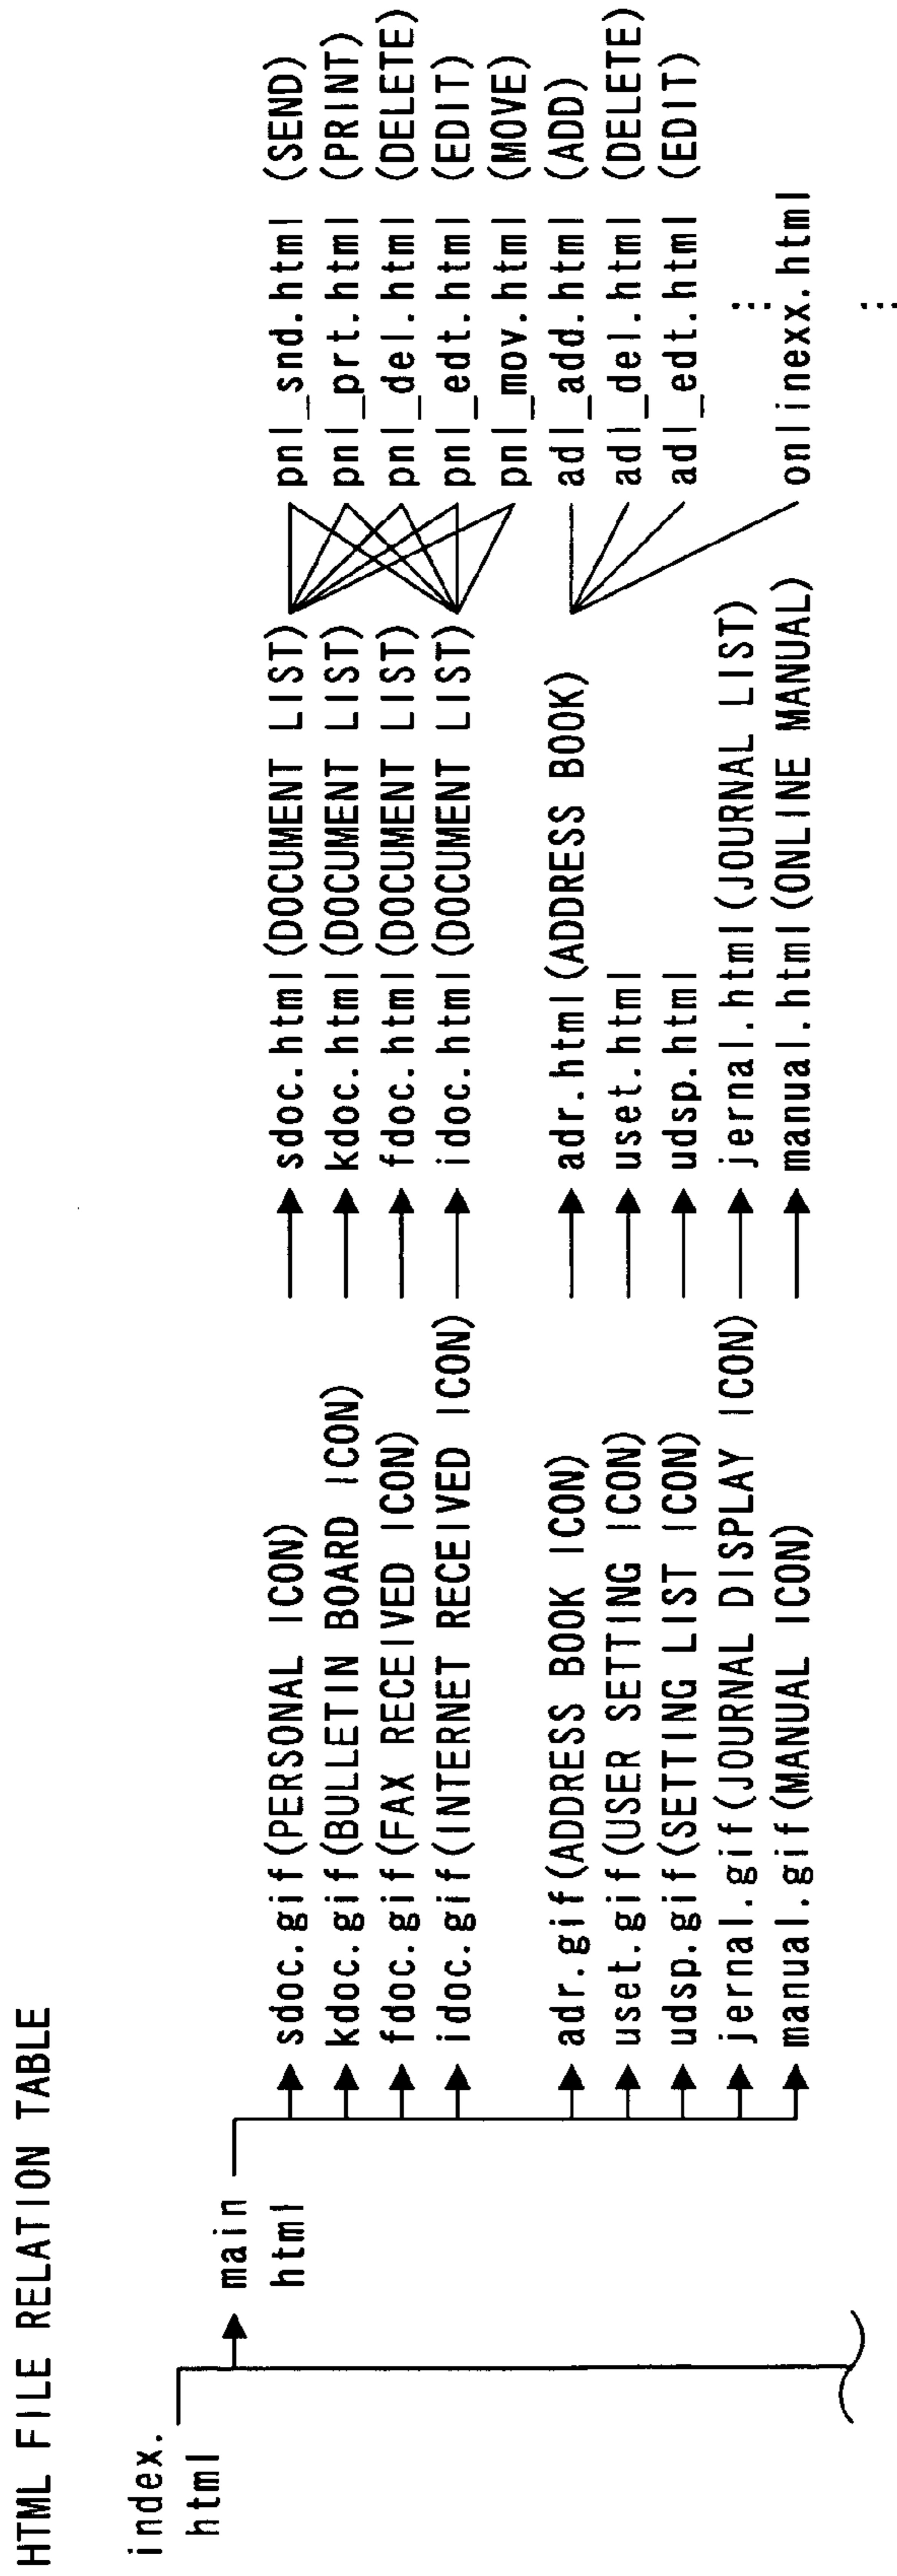 HTML FILE RELATION TABLE
index.
html
main
html
sdoc.gif(PERSONAL ICON)
kdoc.gif(BULLETIN BOARD ICON)
fdoc.gif(FAX RECEIVED ICON)
idoc.gif(INTERNET RECEIVED ICON)
adr.gif(ADDRESS BOOK ICON)
uset.gif(USER SETTING ICON)
udsp.gif(SETTING LIST ICON)
jernal.gif(JOURNAL DISPLAY ICON)
manual.gif(MANUAL ICON)
sdoc.html(DOCUMENT LIST)
kdoc.html(DOCUMENT LIST)
fdoc.html(DOCUMENT LIST)
idoc.html(DOCUMENT LIST)
adr.html(ADDRESS BOOK)
uset.html
udsp.html
jernal.html(JOURNAL LIST)
manual.html(ONLINE MANUAL)
pnl_snd.html (SEND)
pnl_prt.html (PRINT)
pnl_del.html (DELETE)
pnl_edt.html (EDIT)
pnl_mov.html (MOVE)
adl_add.html (ADD)
adl_del.html (DELETE)
adl_edt.html (EDIT)
onlinexx.html